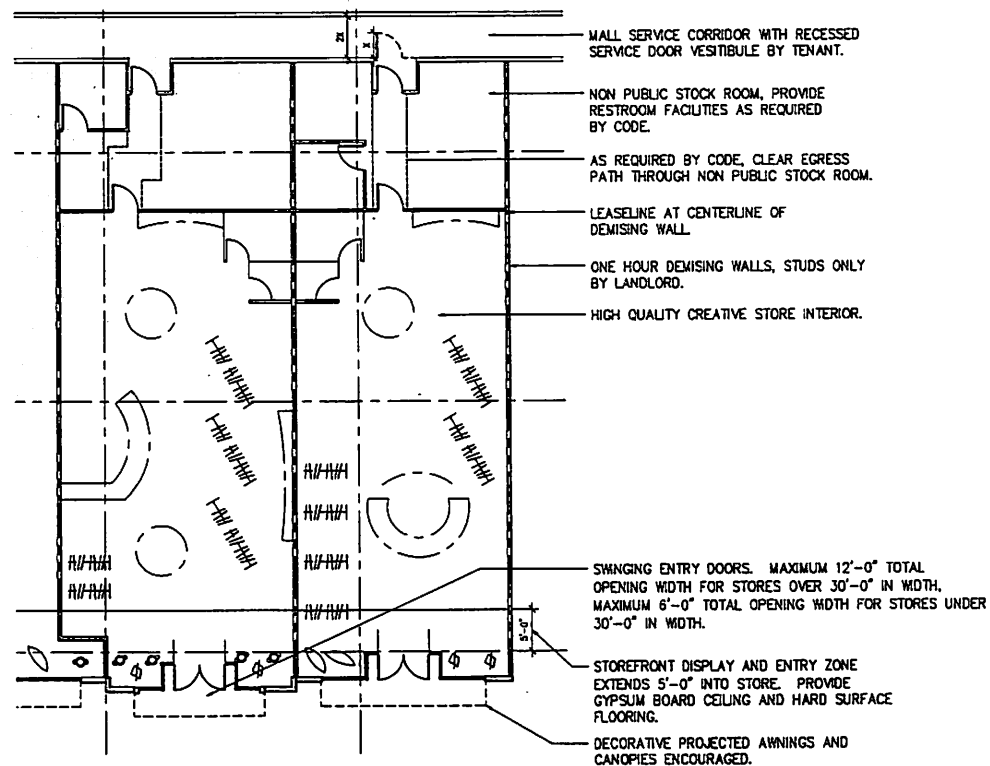 2X
X
MALL SERVICE CORRIDOR WITH RECESSED
SERVICE DOOR VESTIBULE BY TENANT.
NON PUBLIC STOCK ROOM, PROVIDE
RESTROOM FACILITIES AS REQUIRED
BY CODE.
AS REQUIRED BY CODE, CLEAR EGRESS
PATH THROUGH NON PUBLIC STOCK ROOM.
LEASELINE AT CENTERLINE OF
DEMISING WALL
ONE HOUR DEMISING WALLS, STUDS ONLY
BY LANDLORD.
HIGH QUALITY CREATIVE STORE INTERIOR.
SWINGING ENTRY DOORS. MAXIMUM 12'-0" TOTAL
OPENING WIDTH FOR STORES OVER 30'-0" IN WIDTH,
MAXIMUM 6'-0" TOTAL OPENING WIDTH FOR STORES UNDER
30'-0" IN WIDTH.
5'-0"
STOREFRONT DISPLAY AND ENTRY ZONE
EXTENDS 5'-0" INTO STORE. PROVIDE
GYPSUM BOARD CEILING AND HARD SURFACE
FLOORING.
DECORATIVE PROJECTED AWNINGS AND
CANOPIES ENCOURAGED.